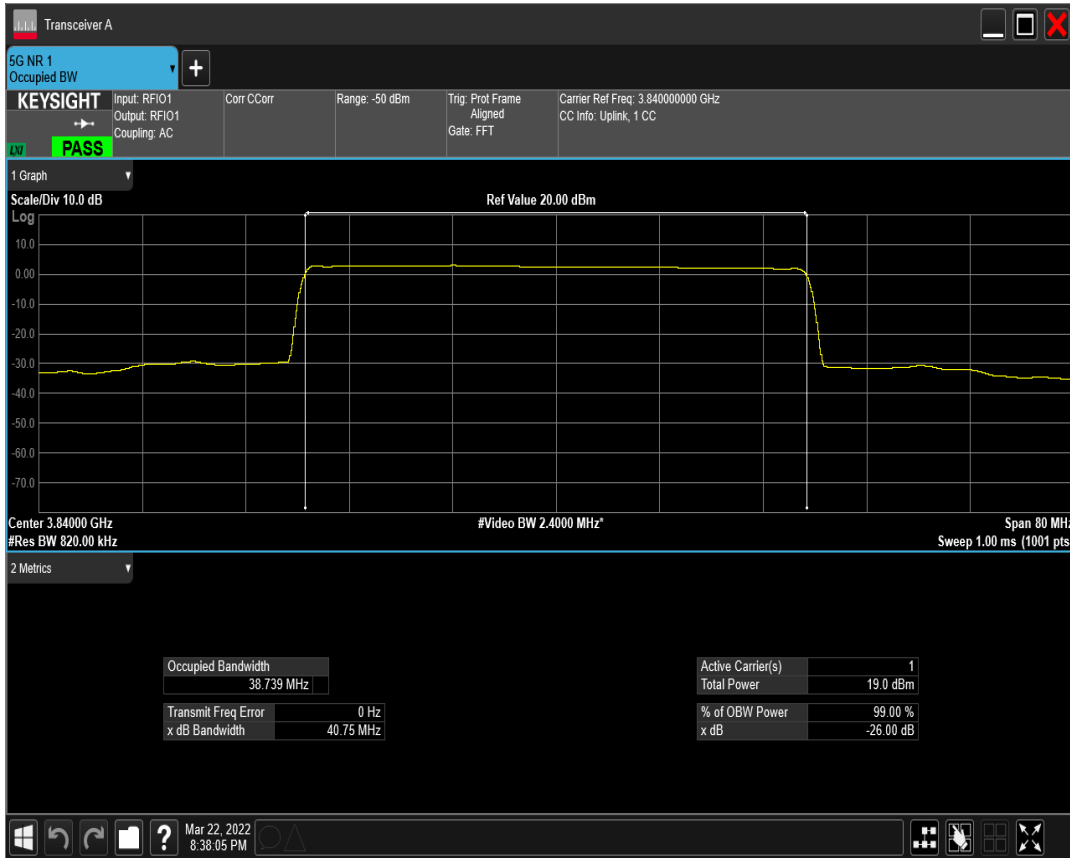 Transceiver A
5G NR 1
Occupied BW
+
KEYSIGHT
LXI
PASS
Input: RFIO1
Output: RFIO1
Coupling: AC
Corr CCorr
Range: -50 dBm
Trig: Prot Frame
Aligned
Gate: FFT
Carrier Ref Freq: 3.840000000 GHz
CC Info: Uplink, 1 CC
1 Graph
Scale/Div 10.0 dB
Ref Value 20.00 dBm
Log
10.0
0.00
-10.0
-20.0
-30.0
-40.0
-50.0
-60.0
-70.0
Center 3.84000 GHz
#Video BW 2.4000 MHz*
Span 80 MHz
#Res BW 820.00 kHz
Sweep 1.00 ms (1001 pts
2 Metrics
Occupied Bandwidth
38.739 MHz
Transmit Freq Error 0 Hz
x dB Bandwidth 40.75 MHz
Active Carrier(s) 1
Total Power 19.0 dBm
% of OBW Power 99.00 %
x dB -26.00 dB
?
Mar 22, 2022
8:38:05 PM